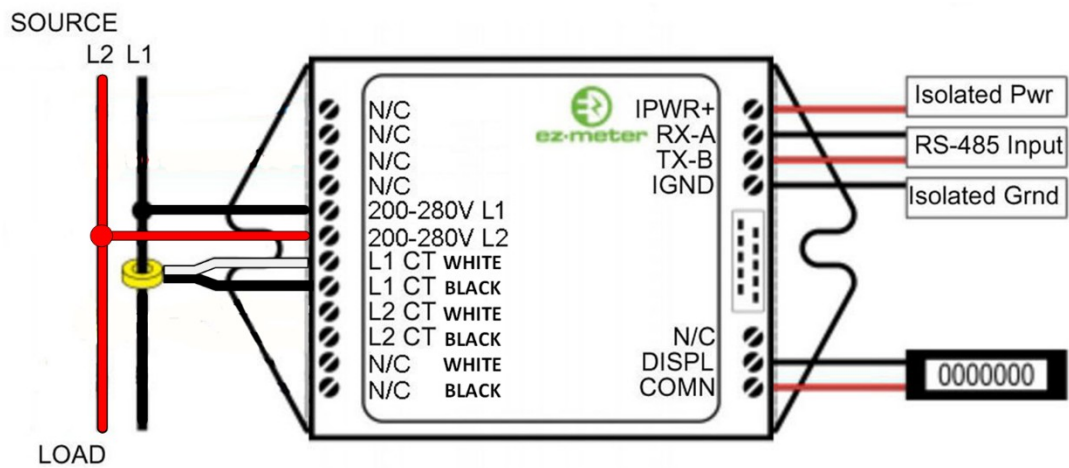 SOURCE
L2 L1
N/C
N/C
N/C
N/C
200-280V L1
200-280V L2
L1 CT WHITE
L1 CT BLACK
L2 CT WHITE
L2 CT BLACK
N/C WHITE
N/C BLACK
LOAD
ez-meter
IPWR+
RX-A
TX-B
IGND
N/C
DISPL
COMN
Isolated Pwr
RS-485 Input
Isolated Grnd
0000000